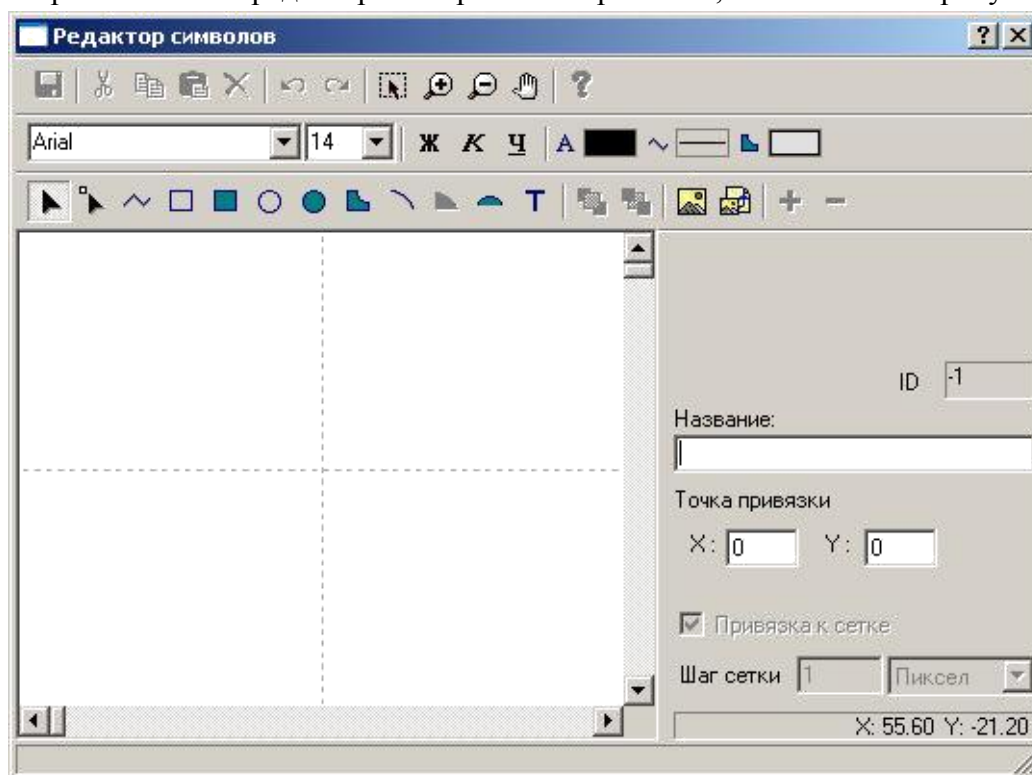 Редактор символов
Arial 14 Ж К Ч А
Т
ID -1
Название:
Точка привязки
X: 0 Y: 0
Привязка к сетке
Шаг сетки 1 Пиксел
X: 55.60 Y: -21.20